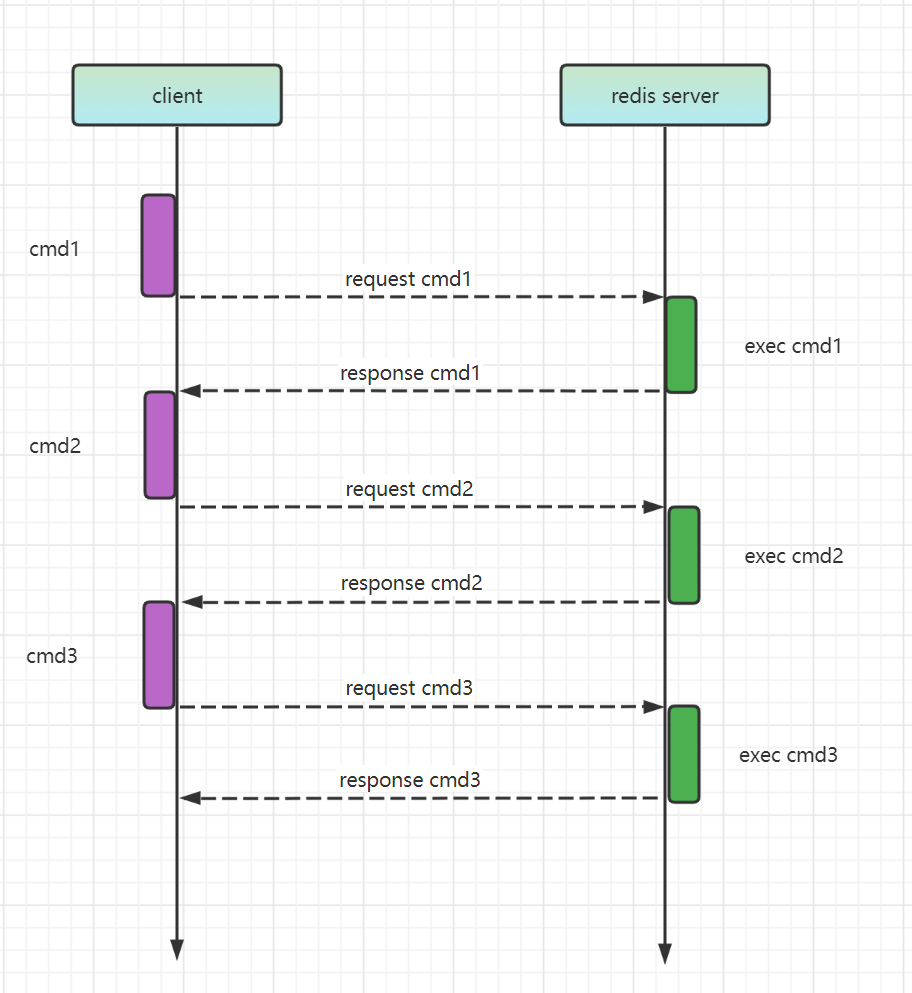 client
redis server
cmd1
request cmd1
exec cmd1
response cmd1
cmd2
request cmd2
exec cmd2
response cmd2
cmd3
request cmd3
exec cmd3
response cmd3